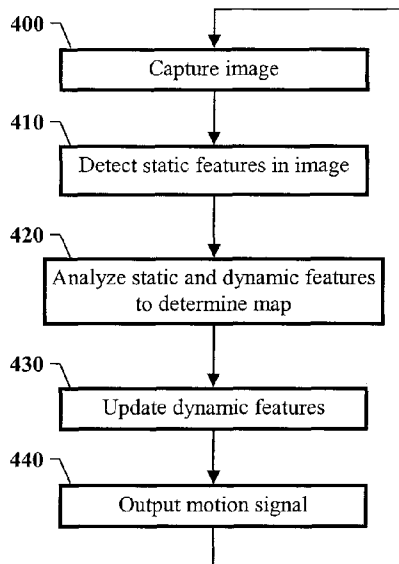 400
Capture image
410
Detect static features in image
420
Analyze static and dynamic features
to determine map
430
Update dynamic features
440
Output motion signal